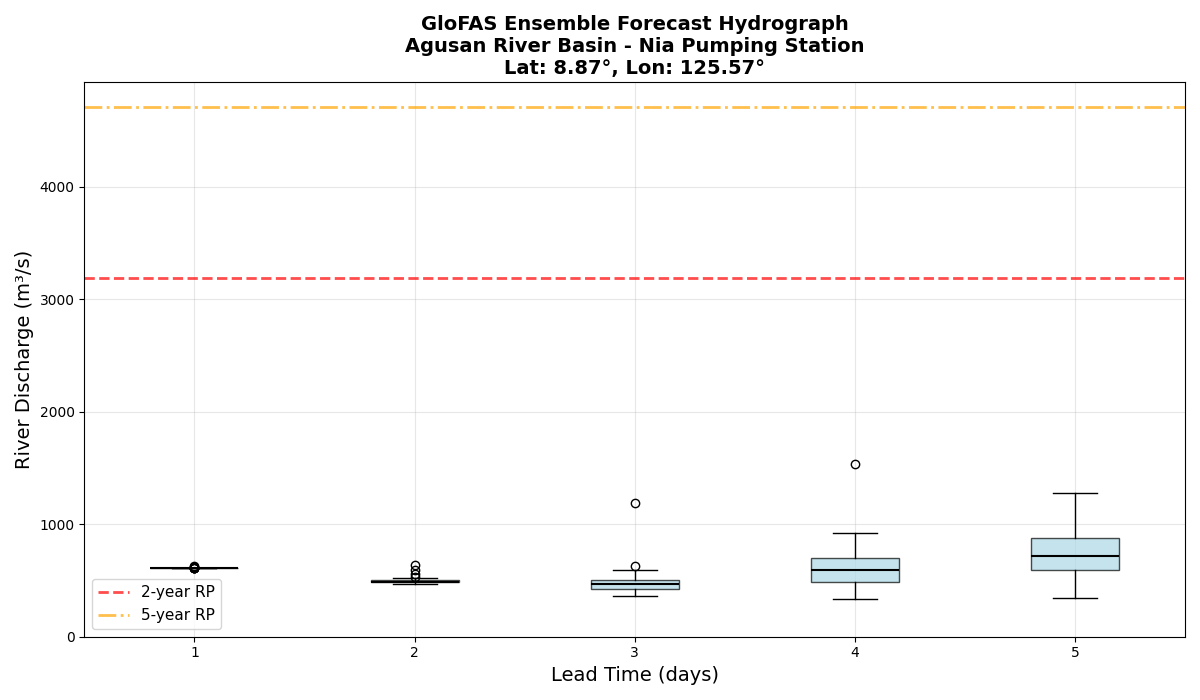 GloFAS Ensemble Forecast Hydrograph
Agusan River Basin - Nia Pumping Station
Lat: 8.87°, Lon: 125.57°
River Discharge (m³/s)
4000
3000
2000
1000
0
2-year RP
5-year RP
1 2 3 4 5
Lead Time (days)